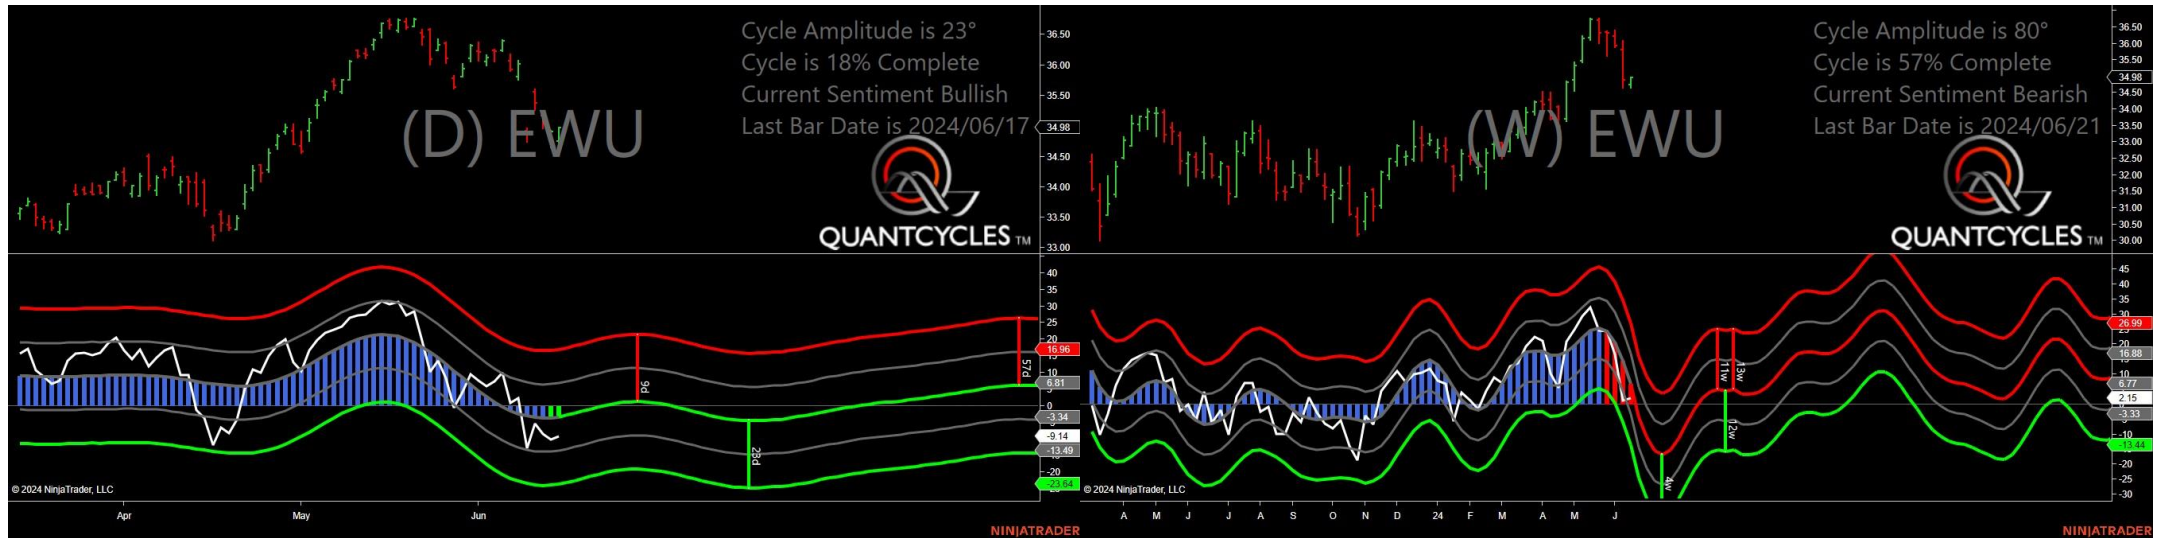 Cycle Amplitude is 23°
Cycle is 18% Complete
Current Sentiment Bullish
Last Bar Date is 2024/06/17
(D) EWU
QUANTCYCLES TM
36.50
36.00
35.50
34.98
34.50
34.00
33.50
33.00
40
35
30
25
20
16.96
10
6.81
0
-3.34
-9.14
-13.49
-20
-23.64
9d
28d
57d
© 2024 NinjaTrader, LLC
Apr May Jun
NINJATRADER
Cycle Amplitude is 80°
Cycle is 57% Complete
Current Sentiment Bearish
Last Bar Date is 2024/06/21
(W) EWU
QUANTCYCLES TM
36.50
36.00
35.50
34.98
34.50
34.00
33.50
33.00
32.50
32.00
31.50
31.00
30.50
30.00
45
40
35
30
26.99
20
16.88
10
6.77
2.15
-3.33
-10
-13.44
-20
-25
-30
4w
11w
13w
12w
© 2024 NinjaTrader, LLC
A M J J A S O N D 24 F M A M J
NINJATRADER